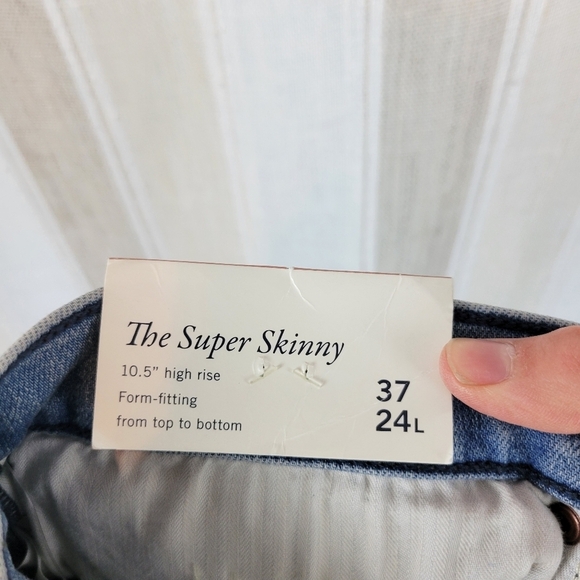 The Super Skinny
10.5" high rise
Form-fitting
from top to bottom
37
24L